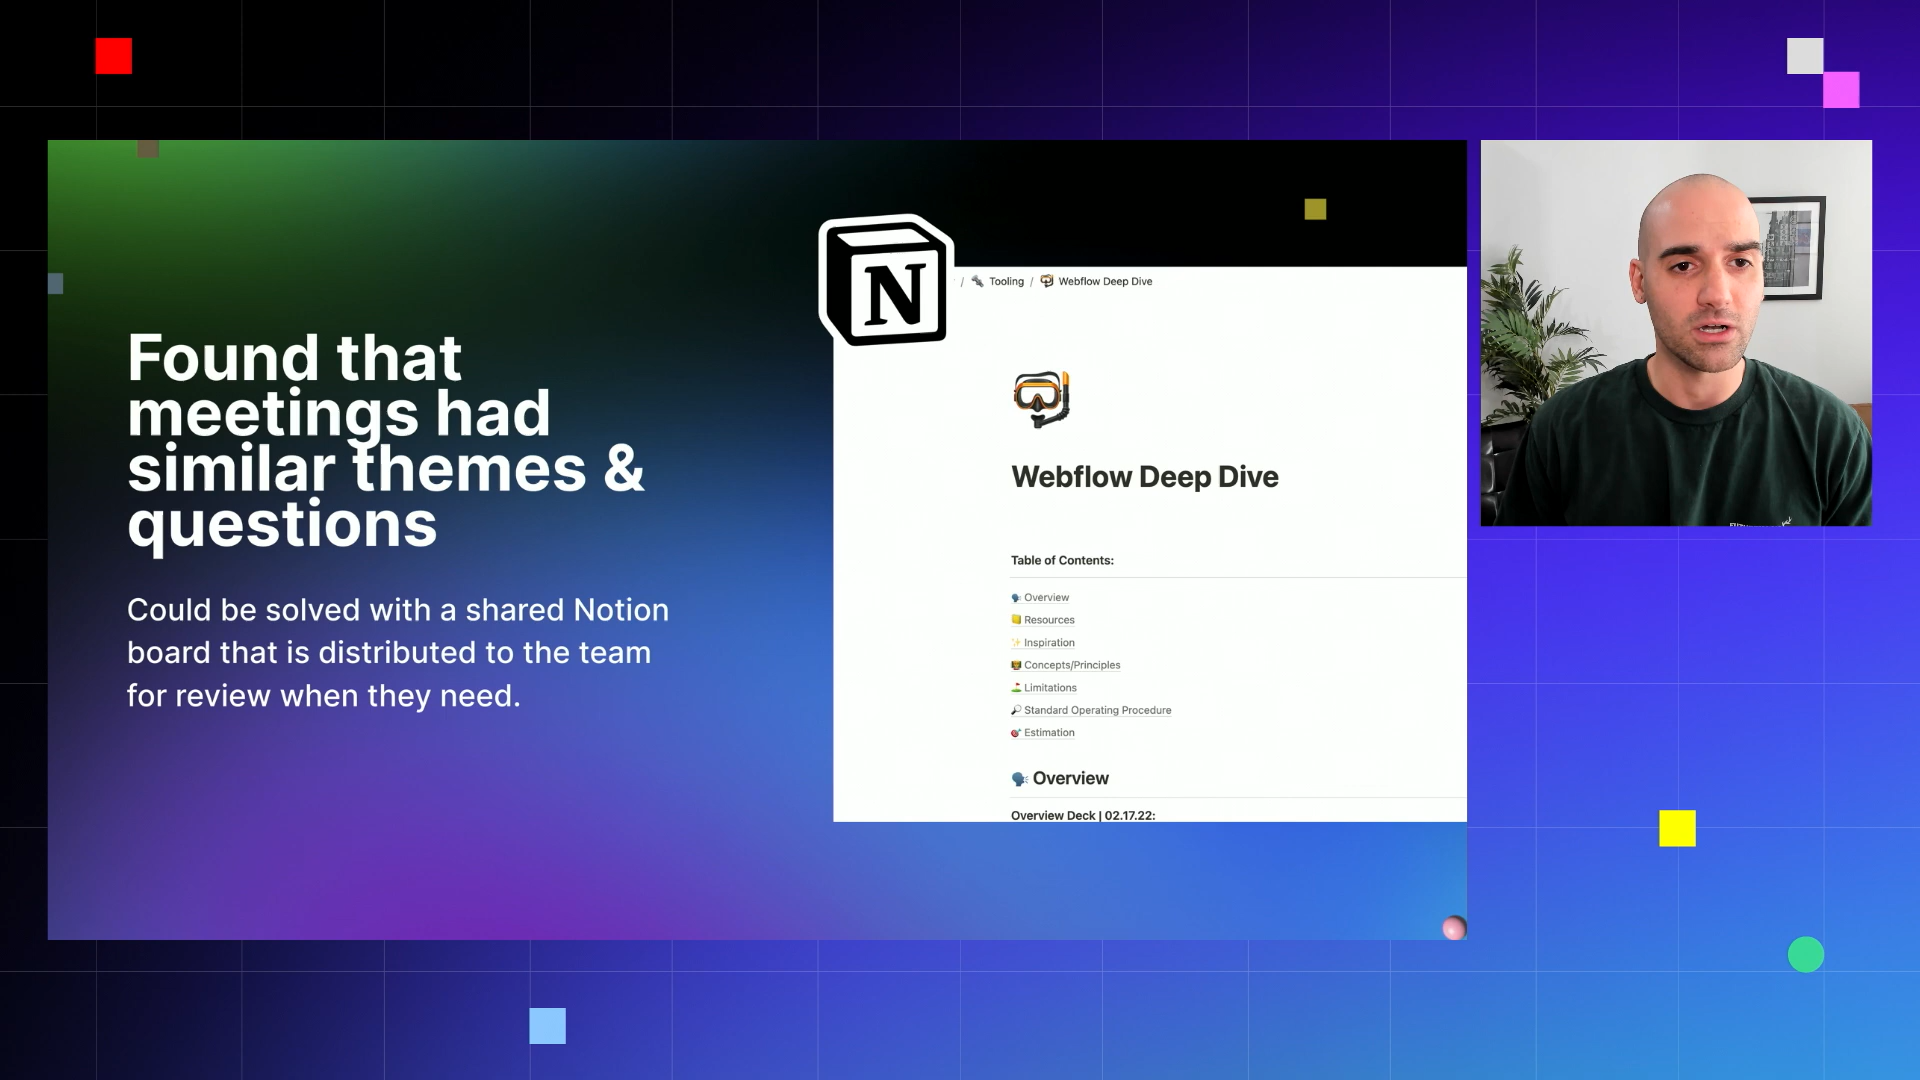 Found that
meetings had
similar themes &
questions
Could be solved with a shared Notion
board that is distributed to the team
for review when they need.
N
/ Tooling / Webflow Deep Dive
Webflow Deep Dive
Table of Contents:
Overview
Resources
Inspiration
Concepts/Principles
Limitations
Standard Operating Procedure
Estimation
Overview
Overview Deck | 02.17.22: